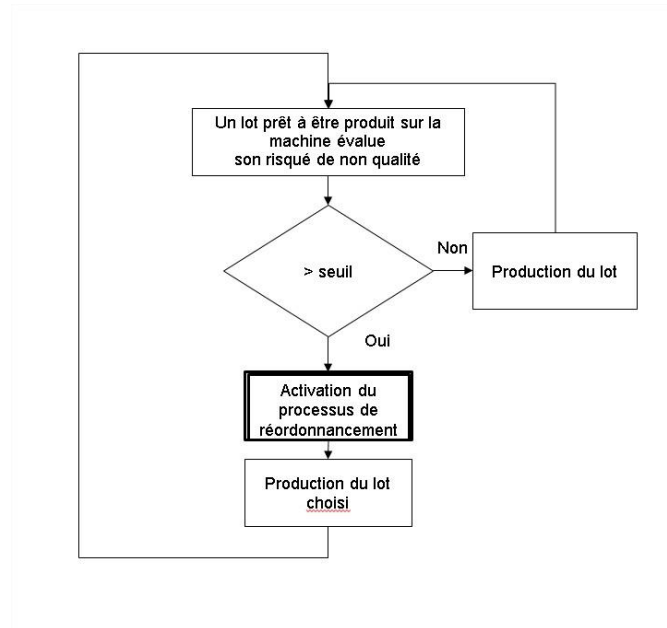 Un lot prêt à être produit sur la
machine évalue
son risqué de non qualité
> seuil
Non
Production du lot
Oui
Activation du
processus de
réordonnancement
Production du lot
choisi